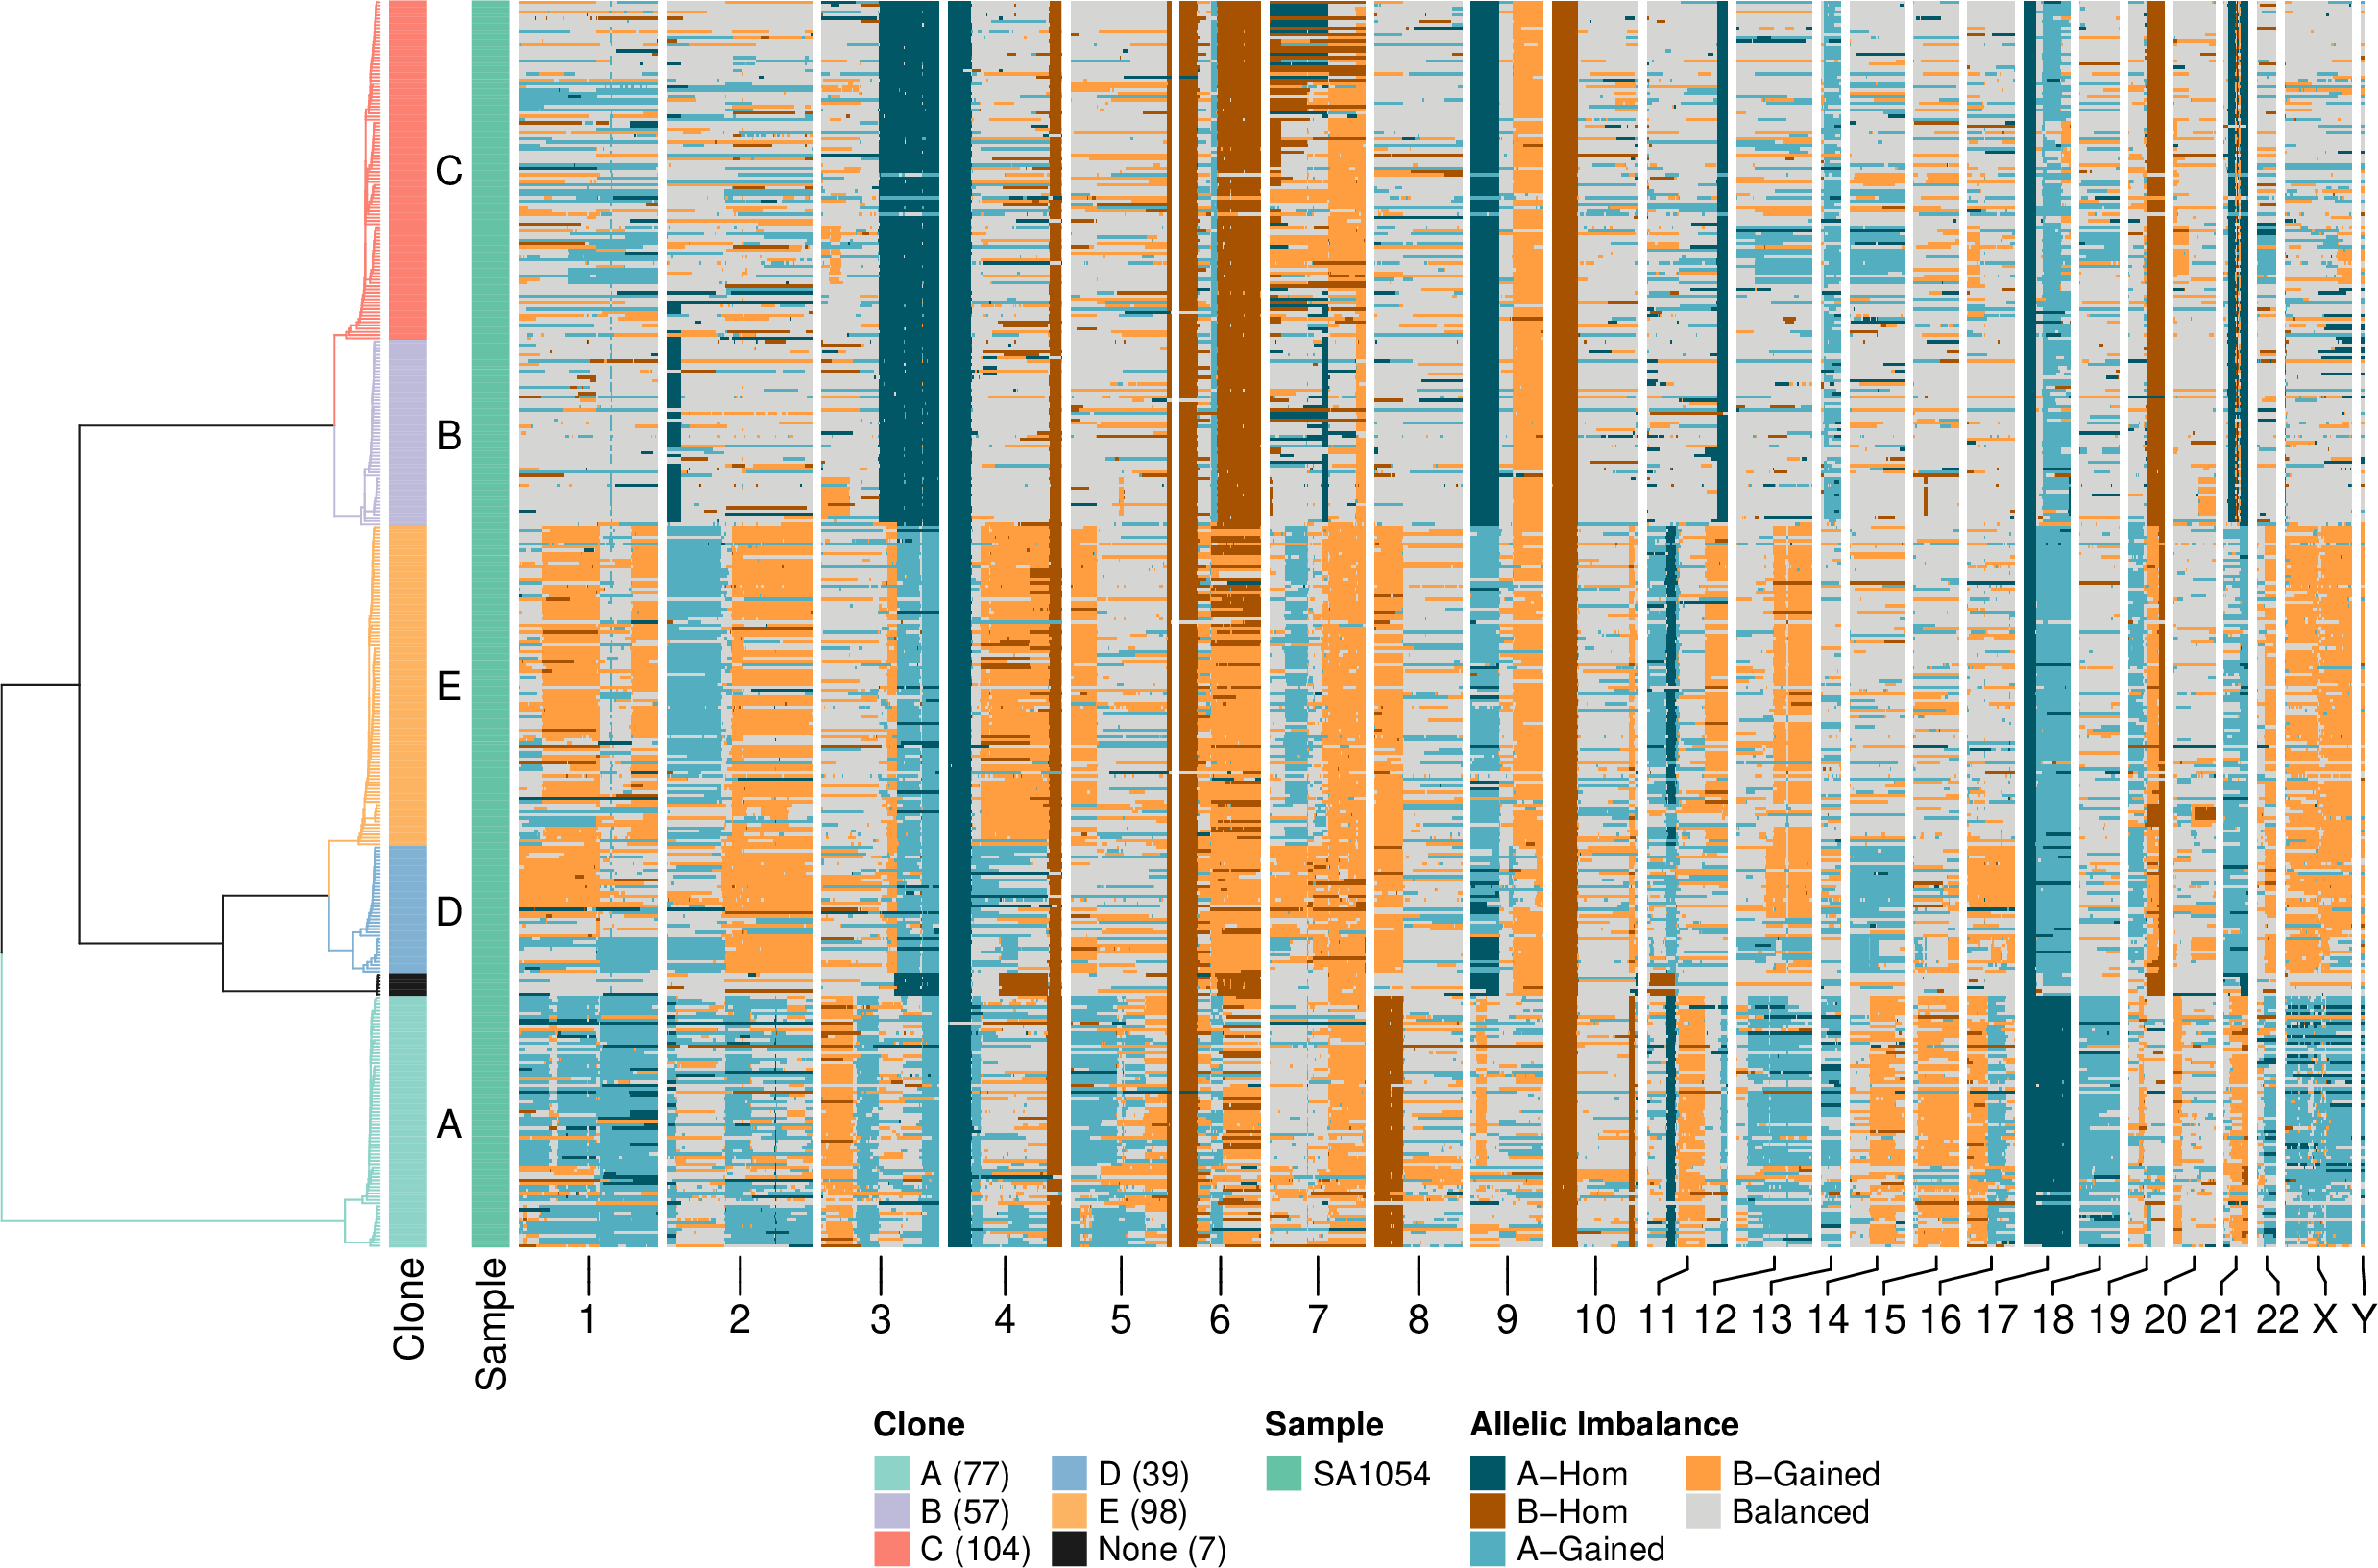 C
B
E
D
A
Clone
Sample
1 2 3 4 5 6 7 8 9 10 11 12 13 14 15 16 17 18 19 20 21 22 X Y
Clone Sample Allelic Imbalance
A (77) D (39) SA1054 A−Hom B−Gained
B (57) E (98) B−Hom Balanced
C (104) None (7) A−Gained